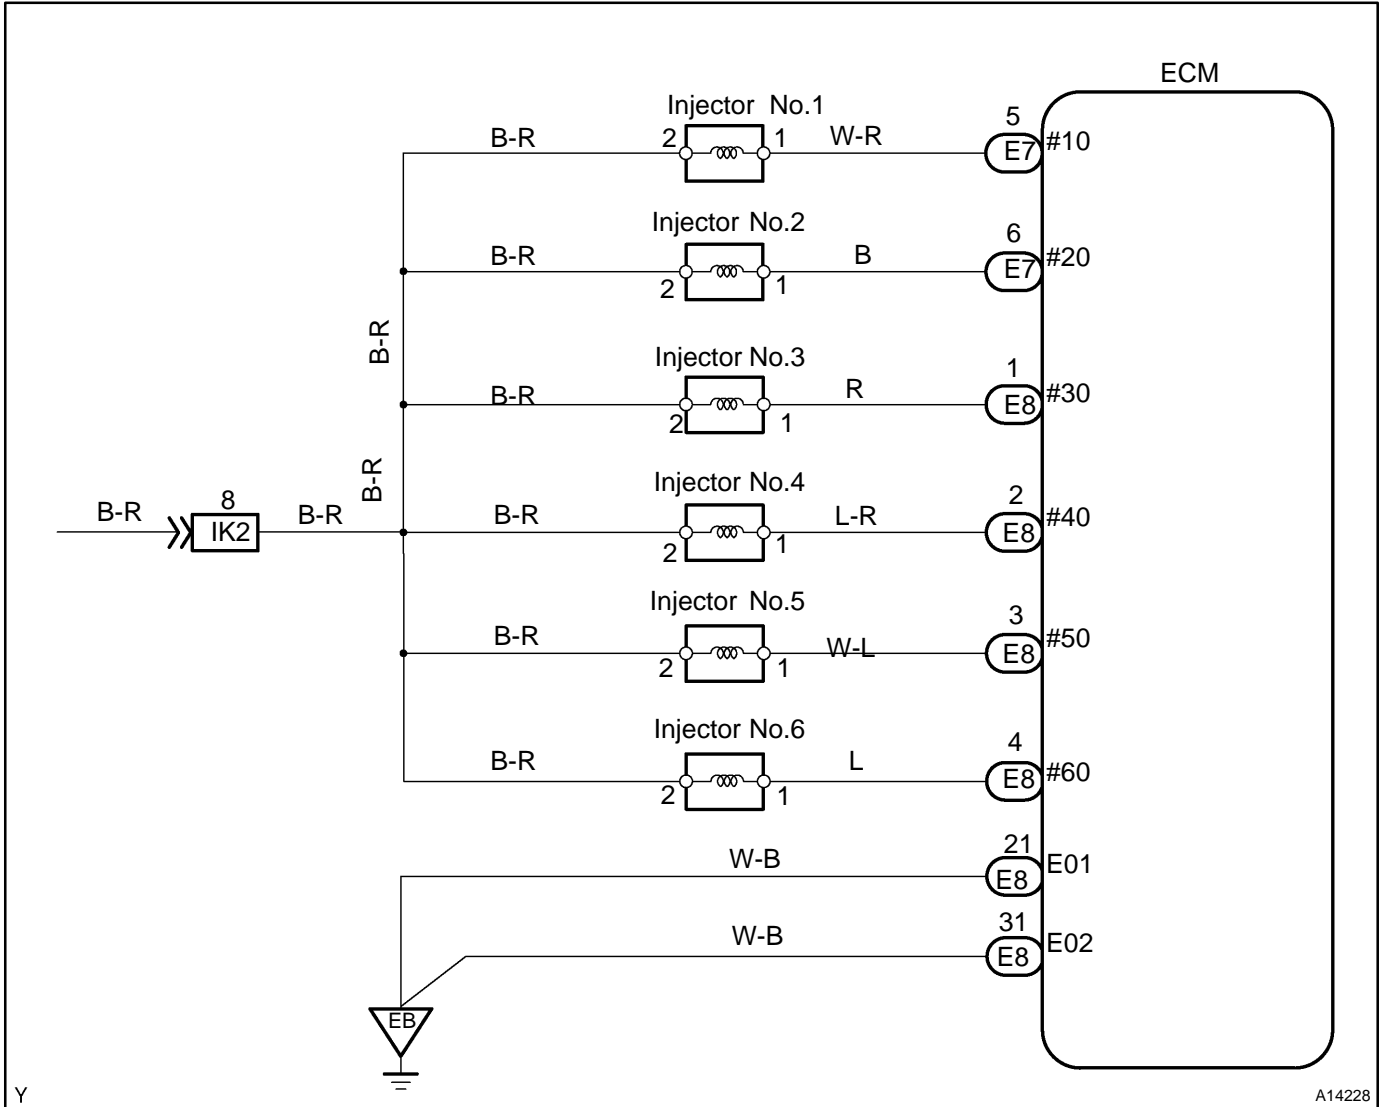 ECM
Injector No.1
B-R 2 1 W-R 5 E7 #10
Injector No.2
B-R 2 1 B 6 E7 #20
B-R
Injector No.3
B-R 2 1 R 1 E8 #30
B-R
Injector No.4
B-R 8 IK2 B-R B-R 2 1 L-R 2 E8 #40
Injector No.5
B-R 2 1 W-L 3 E8 #50
Injector No.6
B-R 2 1 L 4 E8 #60
W-B 21 E8 E01
W-B 31 E8 E02
EB
Y A14228